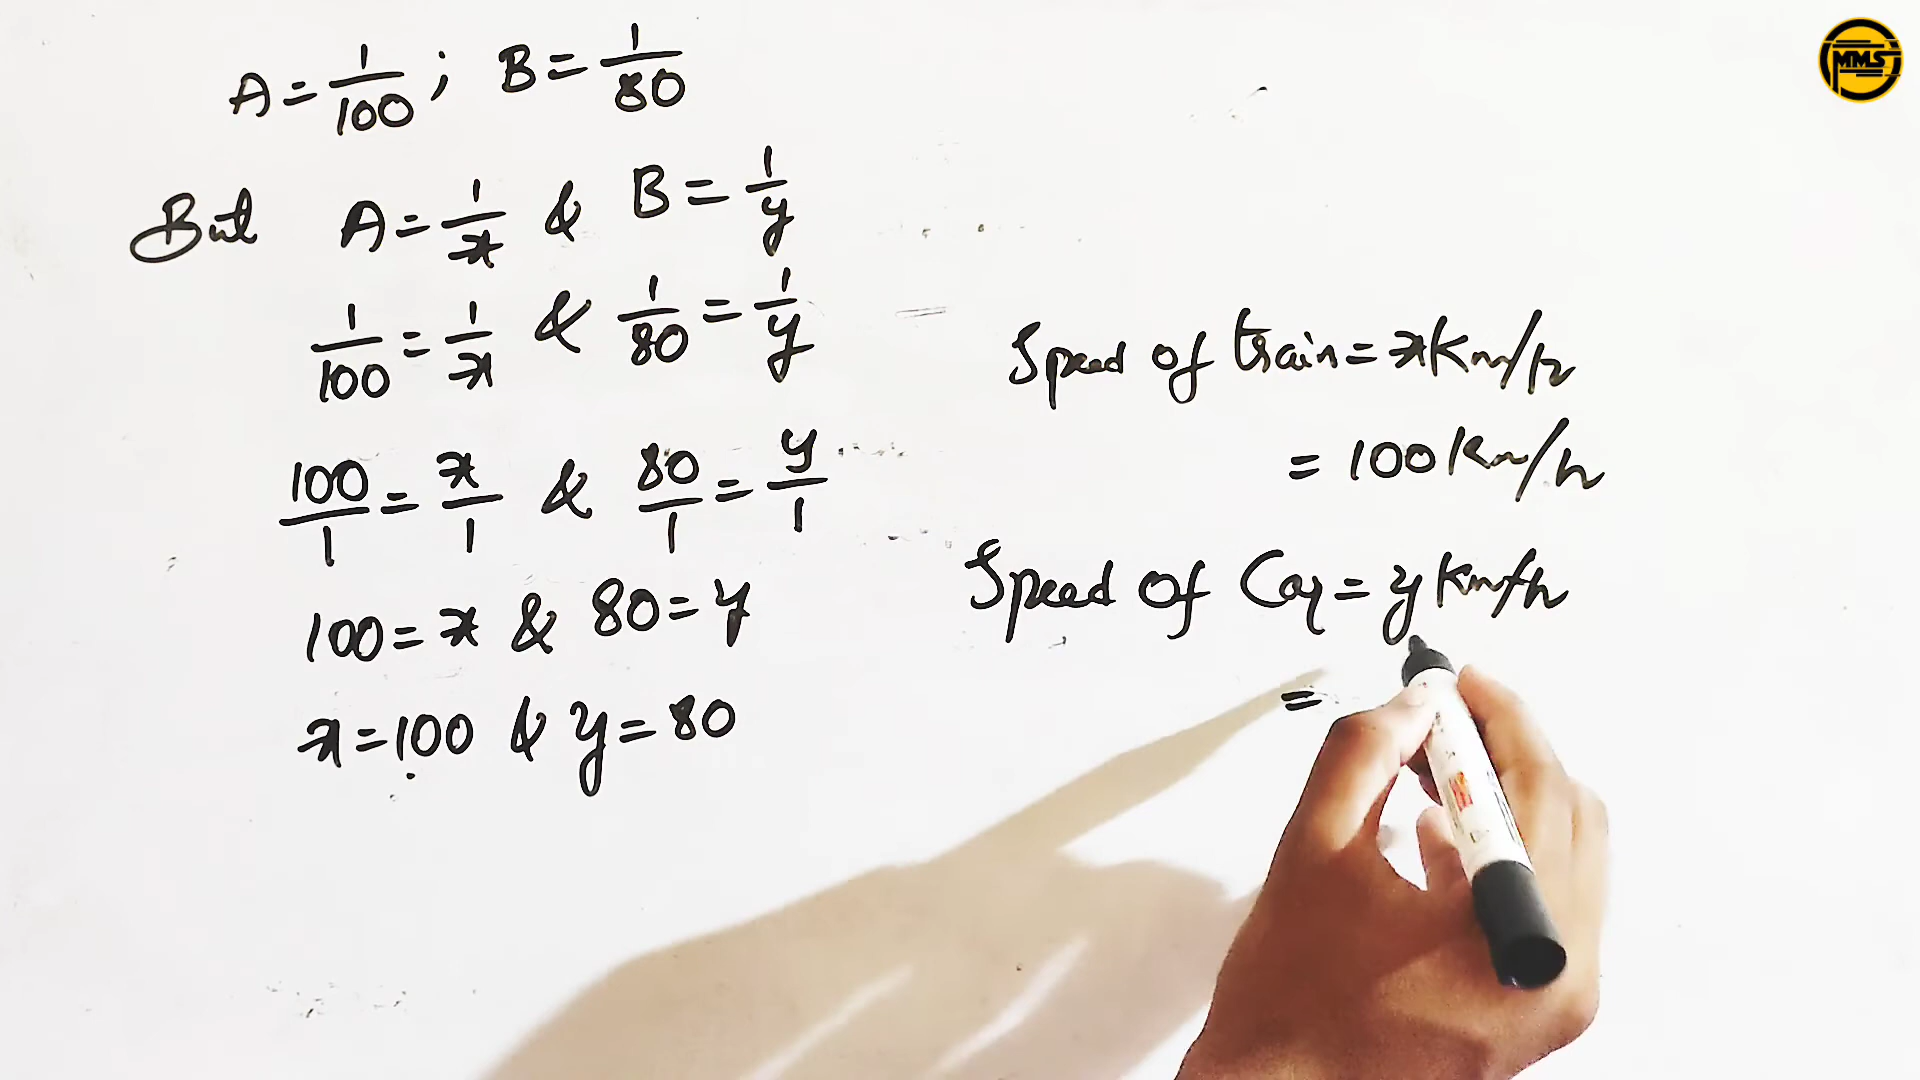 A = 1/100 ; B = 1/80
But A = 1/x & B = 1/y
1/100 = 1/x & 1/80 = 1/y
100/1 = x/1 & 80/1 = y/1
100 = x & 80 = y
x = 100 & y = 80
Speed of train = x Km/h
= 100 Km/h
Speed of Car = y Km/h
=
MMS